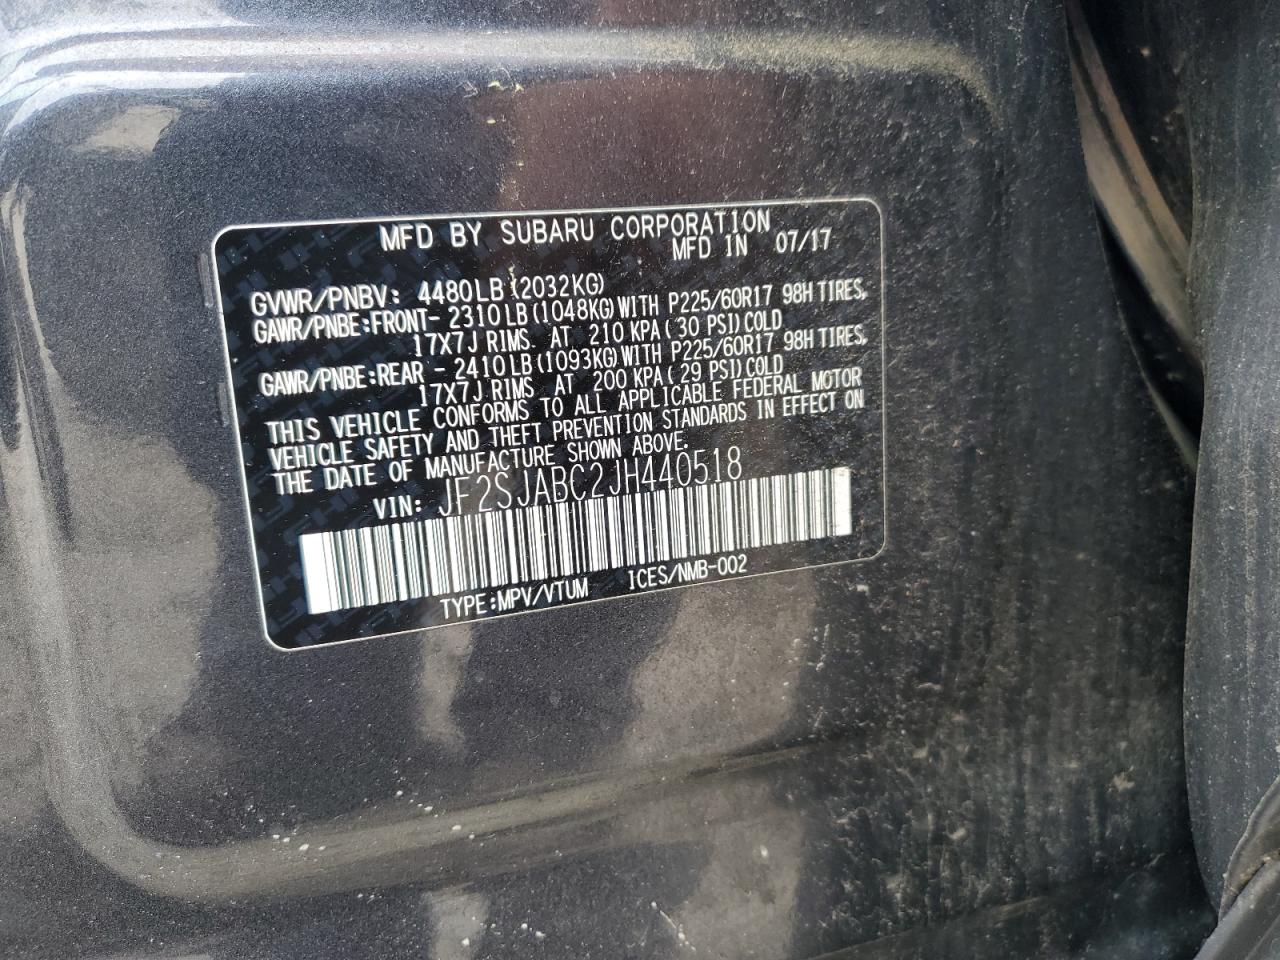 MFD BY SUBARU CORPORATION
MFD IN 07/17
GVWR/PNBV: 4480LB (2032KG)
GAWR/PNBE:FRONT- 2310LB(1048KG)WITH P225/60R17 98H TIRES,
17X7J RIMS. AT 210 KPA(30 PSI)COLD
GAWR/PNBE:REAR - 2410LB(1093KG)WITH P225/60R17 98H TIRES,
17X7J RIMS AT 200 KPA(29 PSI)COLD
THIS VEHICLE CONFORMS TO ALL APPLICABLE FEDERAL MOTOR
VEHICLE SAFETY AND THEFT PREVENTION STANDARDS IN EFFECT ON
THE DATE OF MANUFACTURE SHOWN ABOVE.
VIN: JF2SJABC2JH440518
TYPE:MPV/VTUM ICES/NMB-002